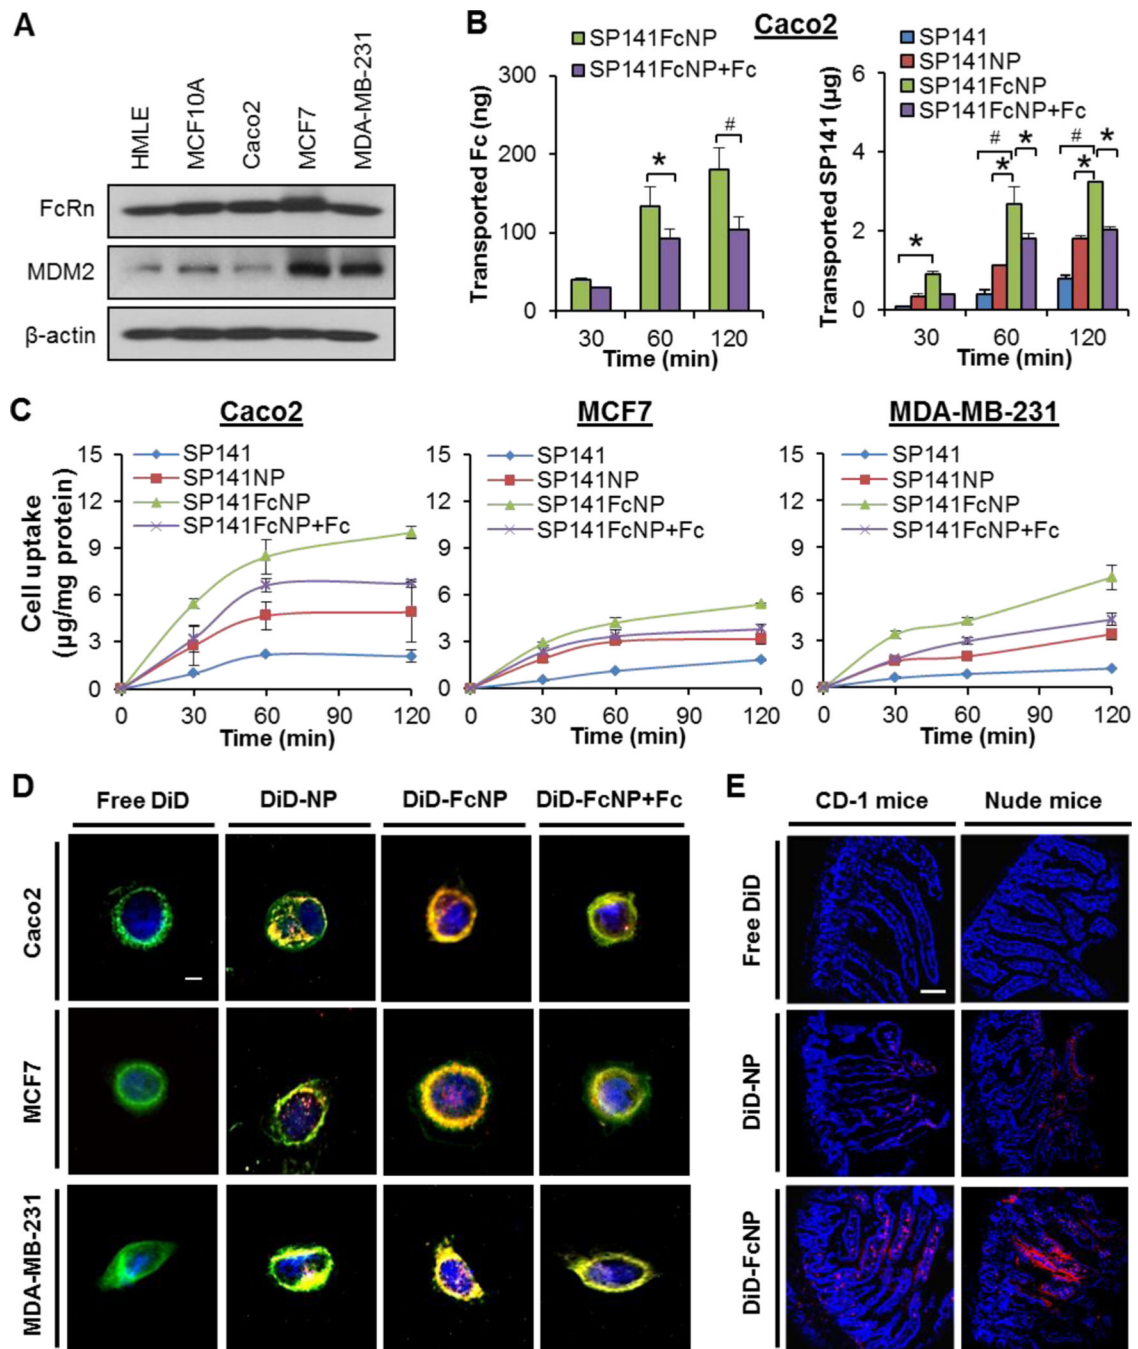 A
HMLE
MCF10A
Caco2
MCF7
MDA-MB-231
FcRn
MDM2
β-actin
B
Caco2
SP141FcNP
SP141FcNP+Fc
Transported Fc (ng)
300
200
100
0
*
#
30
60
120
Time (min)
SP141
SP141NP
SP141FcNP
SP141FcNP+Fc
Transported SP141 (µg)
6
4
2
0
*
#
*
*
#
*
*
30
60
120
Time (min)
C
Caco2
SP141
SP141NP
SP141FcNP
SP141FcNP+Fc
Cell uptake
(µg/mg protein)
15
12
9
6
3
0
0
30
60
90
120
Time (min)
MCF7
SP141
SP141NP
SP141FcNP
SP141FcNP+Fc
15
12
9
6
3
0
0
30
60
90
120
Time (min)
MDA-MB-231
SP141
SP141NP
SP141FcNP
SP141FcNP+Fc
15
12
9
6
3
0
0
30
60
90
120
Time (min)
D
Free DiD
DiD-NP
DiD-FcNP
DiD-FcNP+Fc
Caco2
MCF7
MDA-MB-231
E
CD-1 mice
Nude mice
Free DiD
DiD-NP
DiD-FcNP